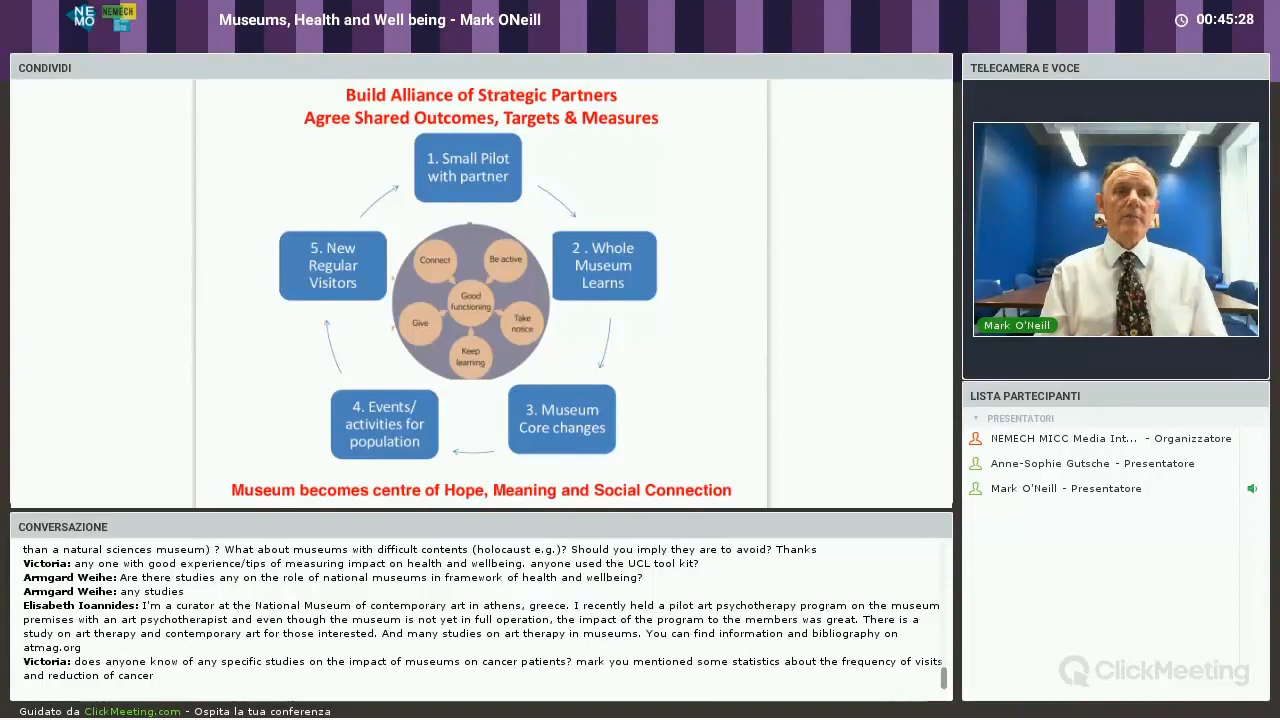 NE
MO
NEMECH
Museums, Health and Well being - Mark ONeill
00:45:28
CONDIVIDI
Build Alliance of Strategic Partners
Agree Shared Outcomes, Targets & Measures
1. Small Pilot
with partner
2 . Whole
Museum
Learns
3. Museum
Core changes
4. Events/
activities for
population
5. New
Regular
Visitors
Connect
Be active
Good
functioning
Give
Take
notice
Keep
learning
Museum becomes centre of Hope, Meaning and Social Connection
TELECAMERA E VOCE
Mark O'Neill
LISTA PARTECIPANTI
PRESENTATORI
NEMECH MICC Media Int... - Organizzatore
Anne-Sophie Gutsche - Presentatore
Mark O'Neill - Presentatore
CONVERSAZIONE
than a natural sciences museum) ? What about museums with difficult contents (holocaust e.g.)? Should you imply they are to avoid? Thanks
Victoria: any one with good experience/tips of measuring impact on health and wellbeing. anyone used the UCL tool kit?
Armgard Weihe: Are there studies any on the role of national museums in framework of health and wellbeing?
Armgard Weihe: any studies
Elisabeth Ioannides: I'm a curator at the National Museum of contemporary art in athens, greece. I recently held a pilot art psychotherapy program on the museum
premises with an art psychotherapist and even though the museum is not yet in full operation, the impact of the program to the members was great. There is a
study on art therapy and contemporary art for those interested. And many studies on art therapy in museums. You can find information and bibliography on
atmag.org
Victoria: does anyone know of any specific studies on the impact of museums on cancer patients? mark you mentioned some statistics about the frequency of visits
and reduction of cancer
ClickMeeting
Guidato da ClickMeeting.com - Ospita la tua conferenza